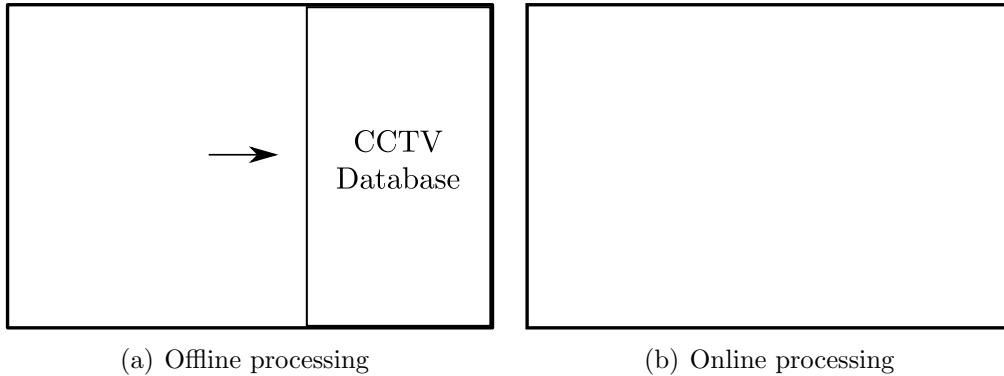 CCTV
Database
(a) Offline processing
(b) Online processing